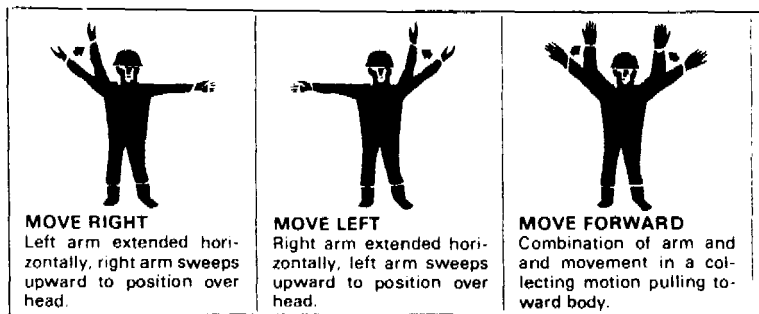 MOVE RIGHT
Left arm extended hori-
zontally, right arm sweeps
upward to position over
head.
MOVE LEFT
Right arm extended hori-
zontally, left arm sweeps
upward to position over
head.
MOVE FORWARD
Combination of arm and
and movement in a col-
lecting motion pulling to-
ward body.